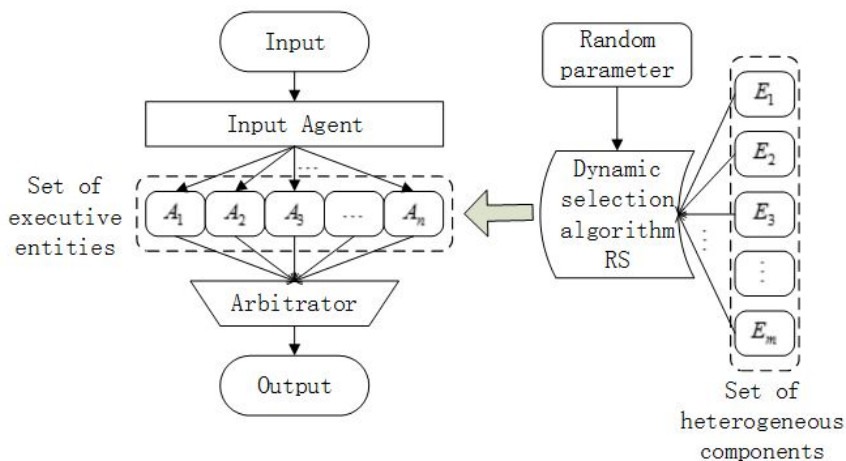 Input
Input Agent
...
Set of
executive
entities
A₁ A₂ A₃ ... Aₙ
Arbitrator
Output
Random
parameter
Dynamic
selection
algorithm
RS
E₁
E₂
E₃
⋮
⋮
Eₘ
Set of
heterogeneous
components